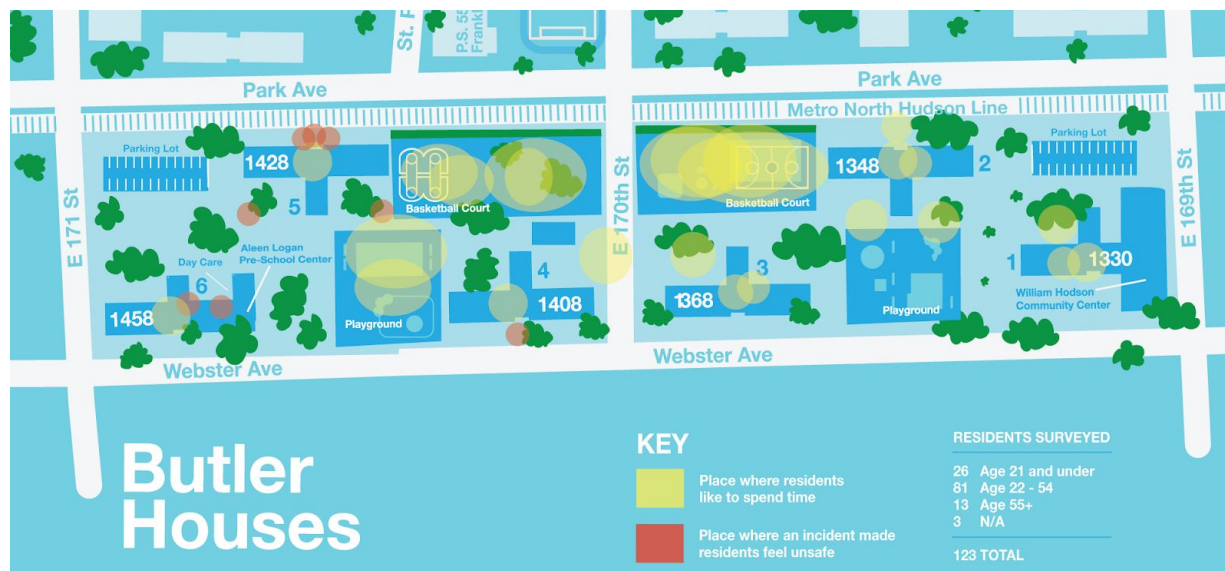 St. P
P.S. 55
Frankl
Park Ave
Park Ave
Metro North Hudson Line
Parking Lot
1428
5
Basketball Court
E 170th St
Basketball Court
1348
2
Parking Lot
E 171 St
E 169th St
Aleen Logan
Pre-School Center
Day Care
6
1458
Playground
4
1408
3
1368
Playground
1
1330
William Hodson
Community Center
Webster Ave
Webster Ave
Butler
Houses
KEY
Place where residents
like to spend time
Place where an incident made
residents feel unsafe
RESIDENTS SURVEYED
26 Age 21 and under
81 Age 22 - 54
13 Age 55+
3 N/A
123 TOTAL